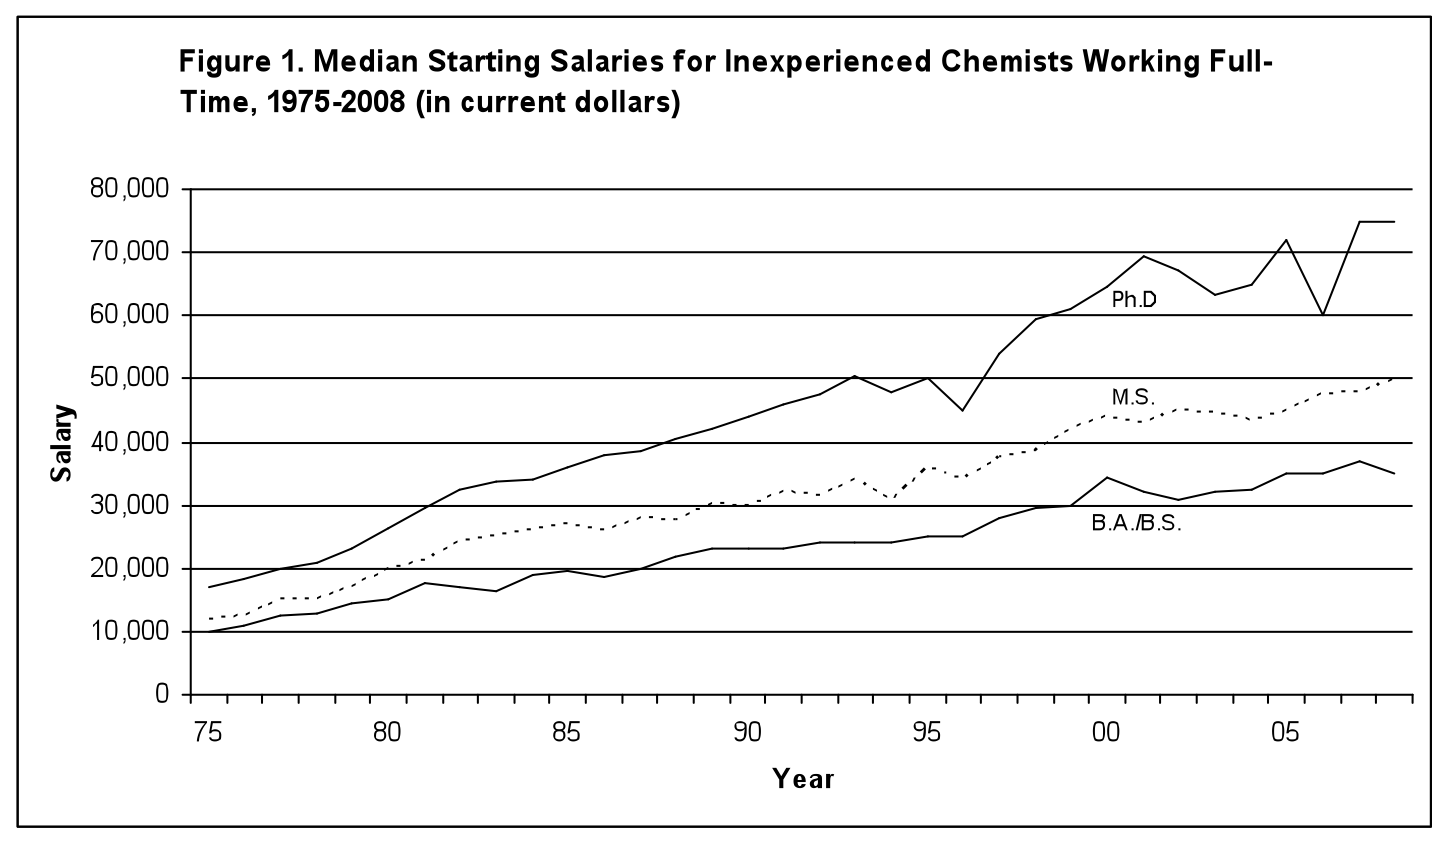 Figure 1. Median Starting Salaries for Inexperienced Chemists Working Full-
Time, 1975-2008 (in current dollars)
80,000
70,000
60,000
50,000
40,000
30,000
20,000
10,000
0
Salary
Ph.D
M.S.
B.A./B.S.
75 80 85 90 95 00 05
Year